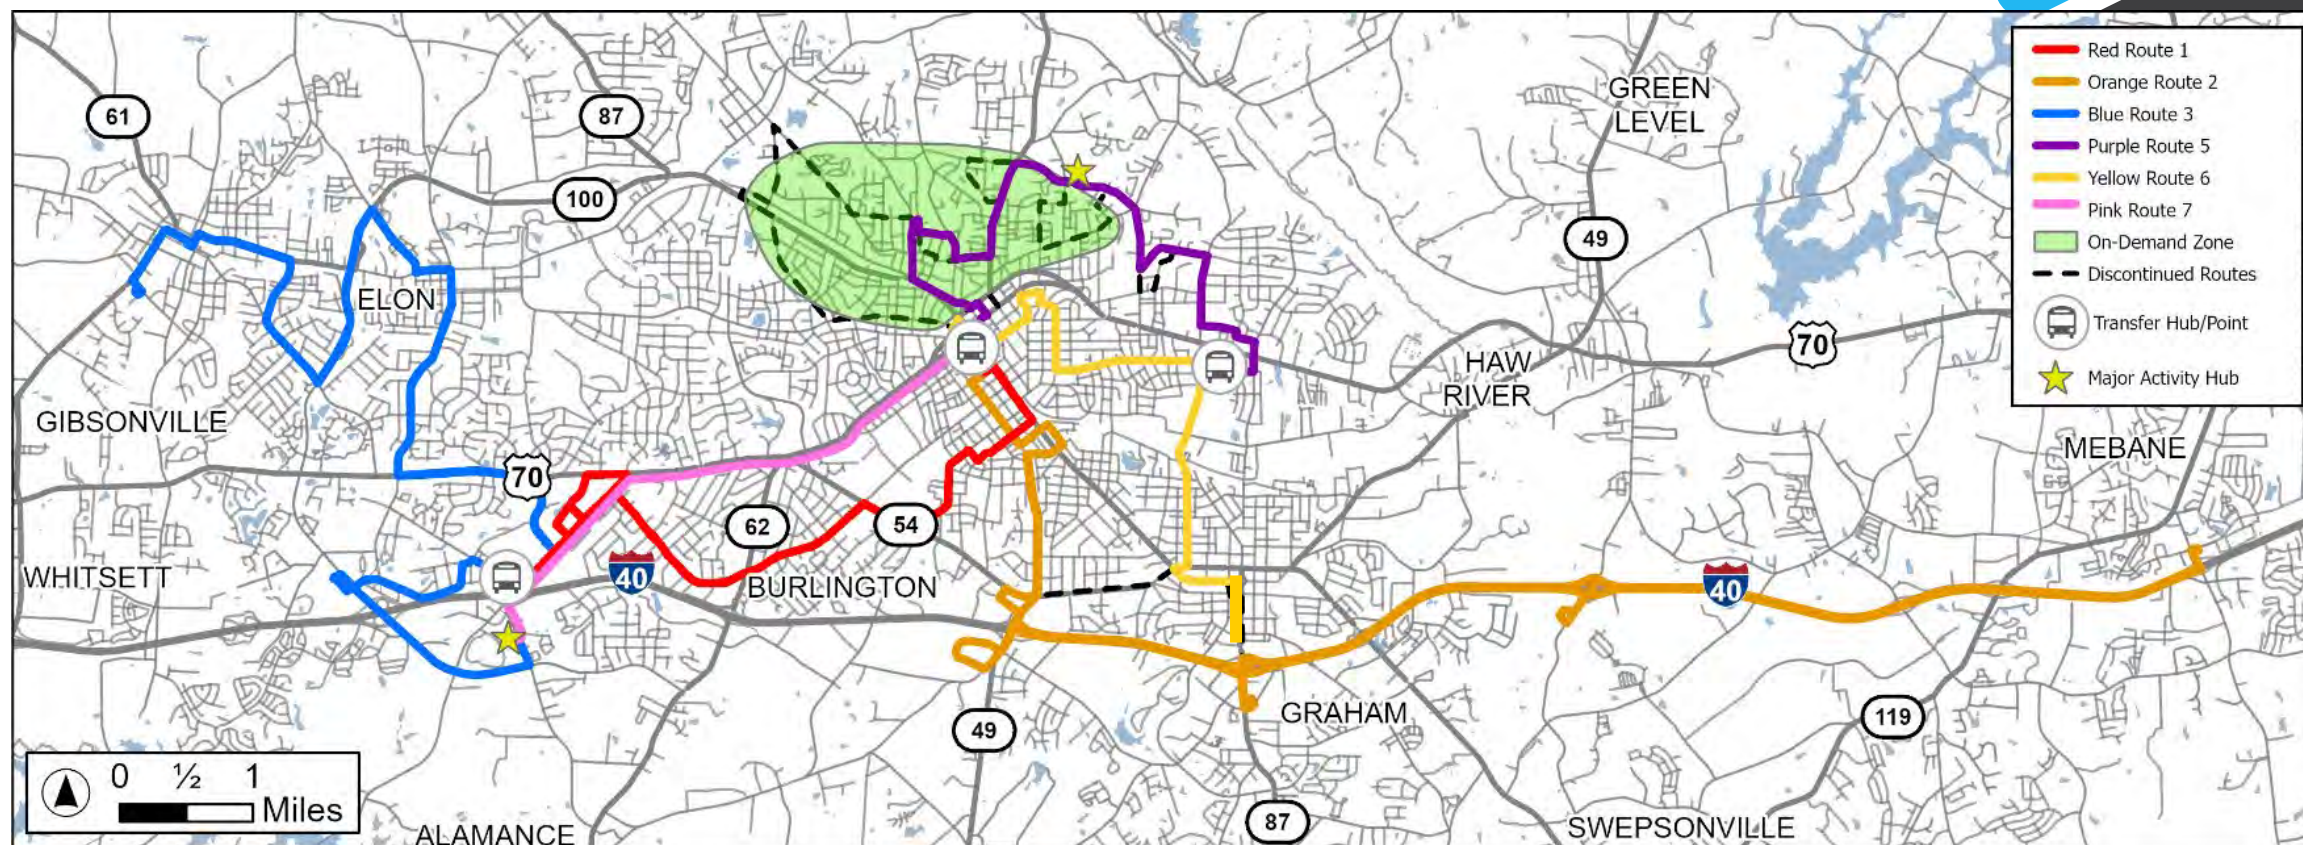 61
87
100
GREEN
LEVEL
49
ELON
70
HAW
RIVER
GIBSONVILLE
70
MEBANE
62
54
WHITSETT
40
BURLINGTON
40
49
GRAHAM
119
87
ALAMANCE
SWEPSONVILLE
Red Route 1
Orange Route 2
Blue Route 3
Purple Route 5
Yellow Route 6
Pink Route 7
On-Demand Zone
Discontinued Routes
Transfer Hub/Point
Major Activity Hub
0 ½ 1
Miles